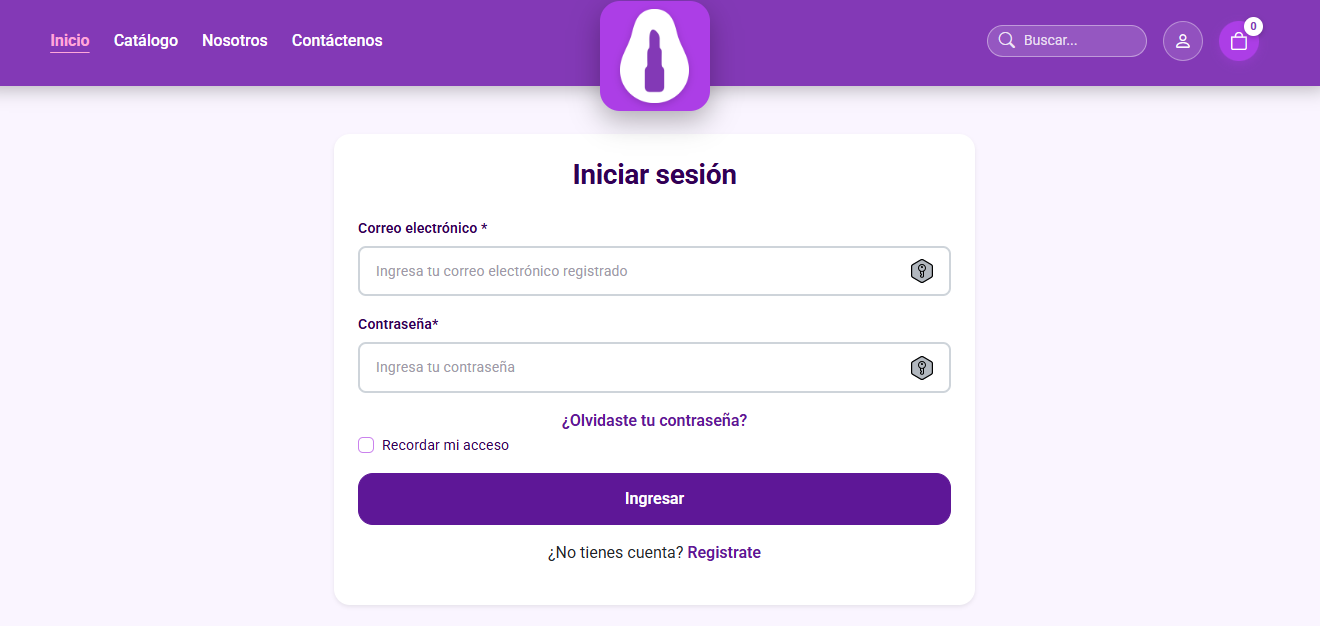 Inicio Catálogo Nosotros Contáctenos Buscar... 0
Iniciar sesión
Correo electrónico *
Ingresa tu correo electrónico registrado
Contraseña*
Ingresa tu contraseña
¿Olvidaste tu contraseña?
Recordar mi acceso
Ingresar
¿No tienes cuenta? Registrate